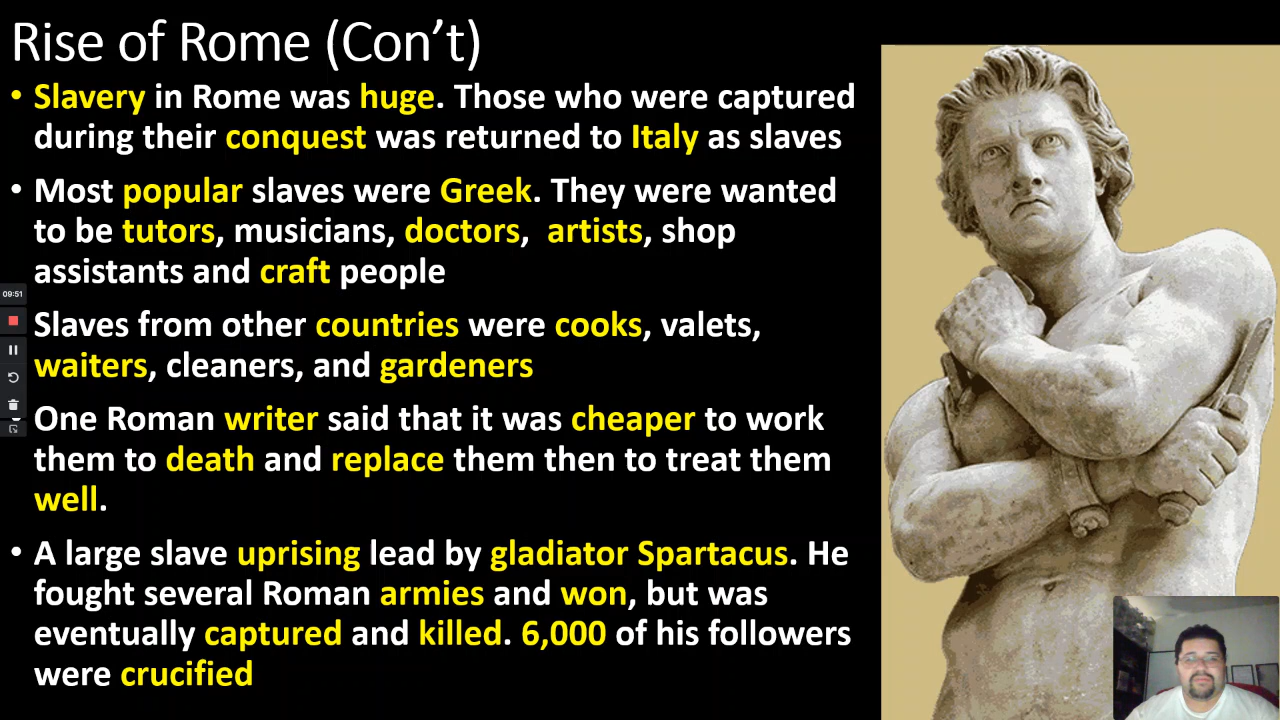 Rise of Rome (Con’t)
• Slavery in Rome was huge. Those who were captured
during their conquest was returned to Italy as slaves
• Most popular slaves were Greek. They were wanted
to be tutors, musicians, doctors, artists, shop
assistants and craft people
09:51
Slaves from other countries were cooks, valets,
waiters, cleaners, and gardeners
One Roman writer said that it was cheaper to work
them to death and replace them then to treat them
well.
• A large slave uprising lead by gladiator Spartacus. He
fought several Roman armies and won, but was
eventually captured and killed. 6,000 of his followers
were crucified